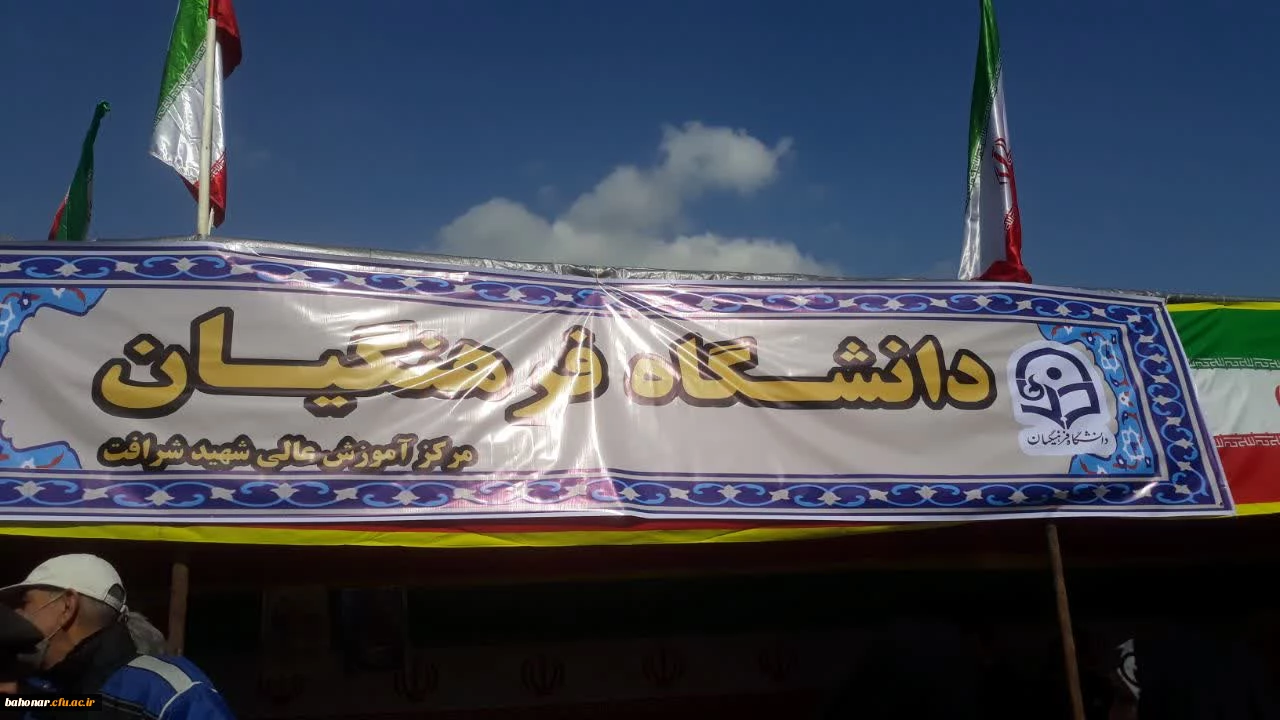 دانشگاه فرهنگیان
مرکز آموزش عالی شهید شرافت
دانشگاه فرهنگیان
bahonar.cfu.ac.ir